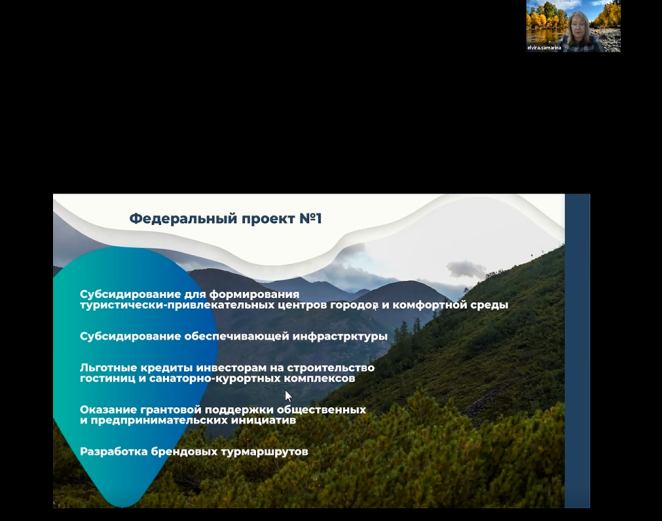 elvira.samarina
Федеральный проект №1
Субсидирование для формирования
туристически-привлекательных центров городов и комфортной среды
Субсидирование обеспечивающей инфрастрктуры
Льготные кредиты инвесторам на строительство
гостиниц и санаторно-курортных комплексов
Оказание грантовой поддержки общественных
и предпринимательских инициатив
Разработка брендовых турмаршрутов